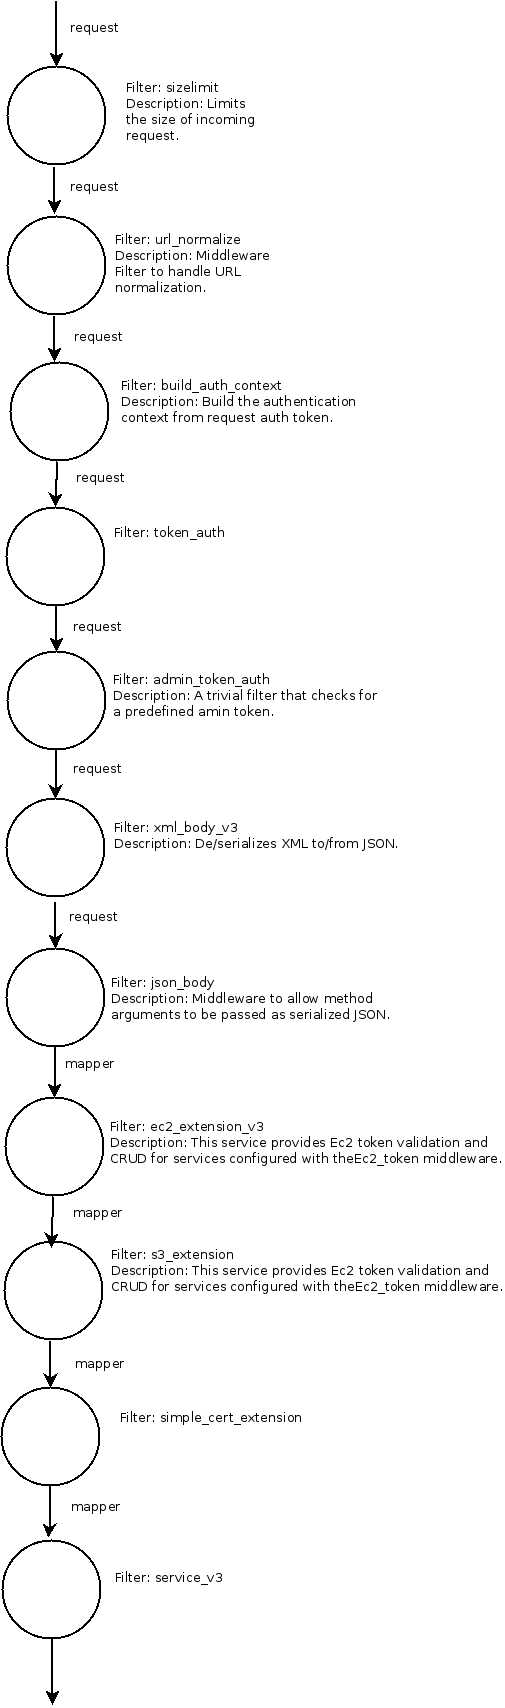 request
Filter: sizelimit
Description: Limits
the size of incoming
request.
request
Filter: url_normalize
Description: Middleware
Filter to handle URL
normalization.
request
Filter: build_auth_context
Description: Build the authentication
context from request auth token.
request
Filter: token_auth
request
Filter: admin_token_auth
Description: A trivial filter that checks for
a predefined amin token.
request
Filter: xml_body_v3
Description: De/serializes XML to/from JSON.
request
Filter: json_body
Description: Middleware to allow method
arguments to be passed as serialized JSON.
mapper
Filter: ec2_extension_v3
Description: This service provides Ec2 token validation and
CRUD for services configured with theEc2_token middleware.
mapper
Filter: s3_extension
Description: This service provides Ec2 token validation and
CRUD for services configured with theEc2_token middleware.
mapper
Filter: simple_cert_extension
mapper
Filter: service_v3